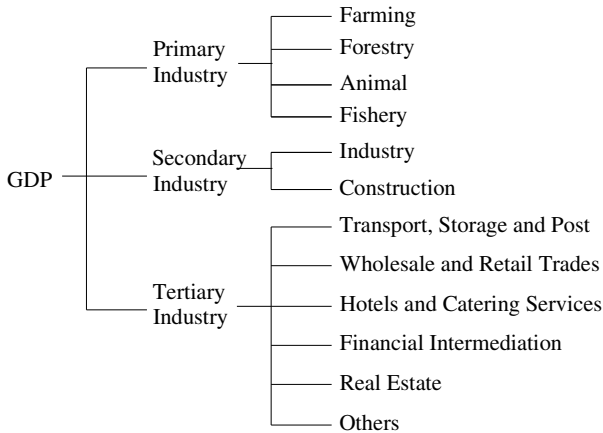 GDP
Primary
Industry
Farming
Forestry
Animal
Fishery
Secondary
Industry
Industry
Construction
Tertiary
Industry
Transport, Storage and Post
Wholesale and Retail Trades
Hotels and Catering Services
Financial Intermediation
Real Estate
Others